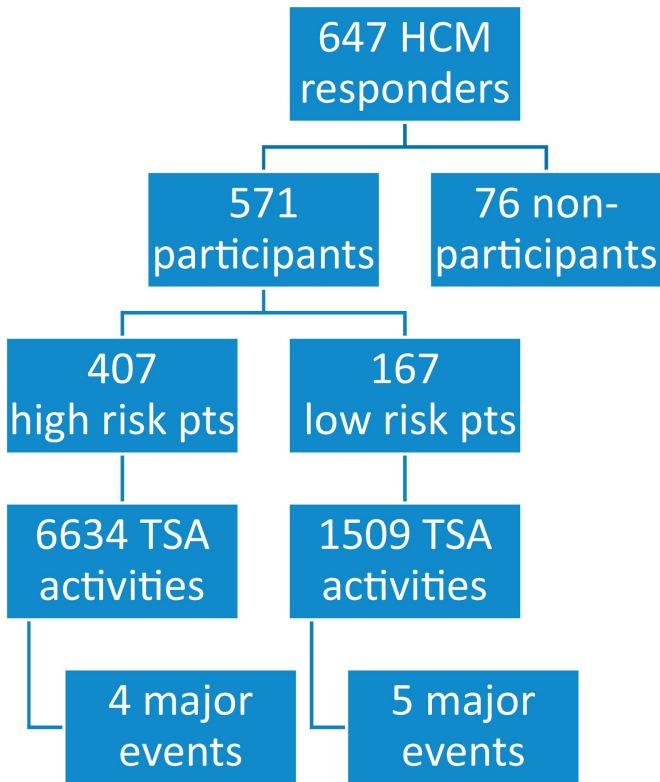 647 HCM
responders
571
participants
76 non-
participants
407
high risk pts
167
low risk pts
6634 TSA
activities
1509 TSA
activities
4 major
events
5 major
events